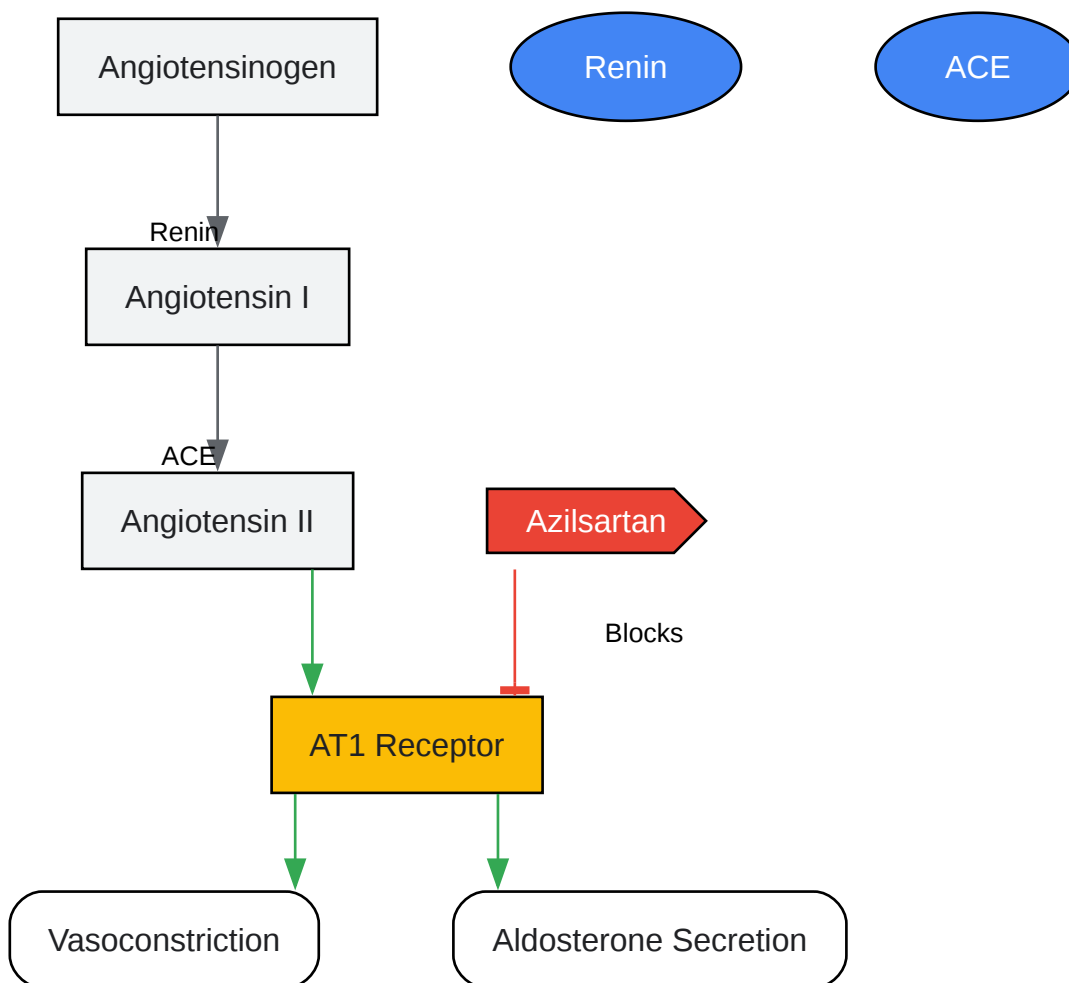 Angiotensinogen
Renin
ACE
Renin
Angiotensin I
ACE
Angiotensin II
Azilsartan
Blocks
AT1 Receptor
Vasoconstriction
Aldosterone Secretion